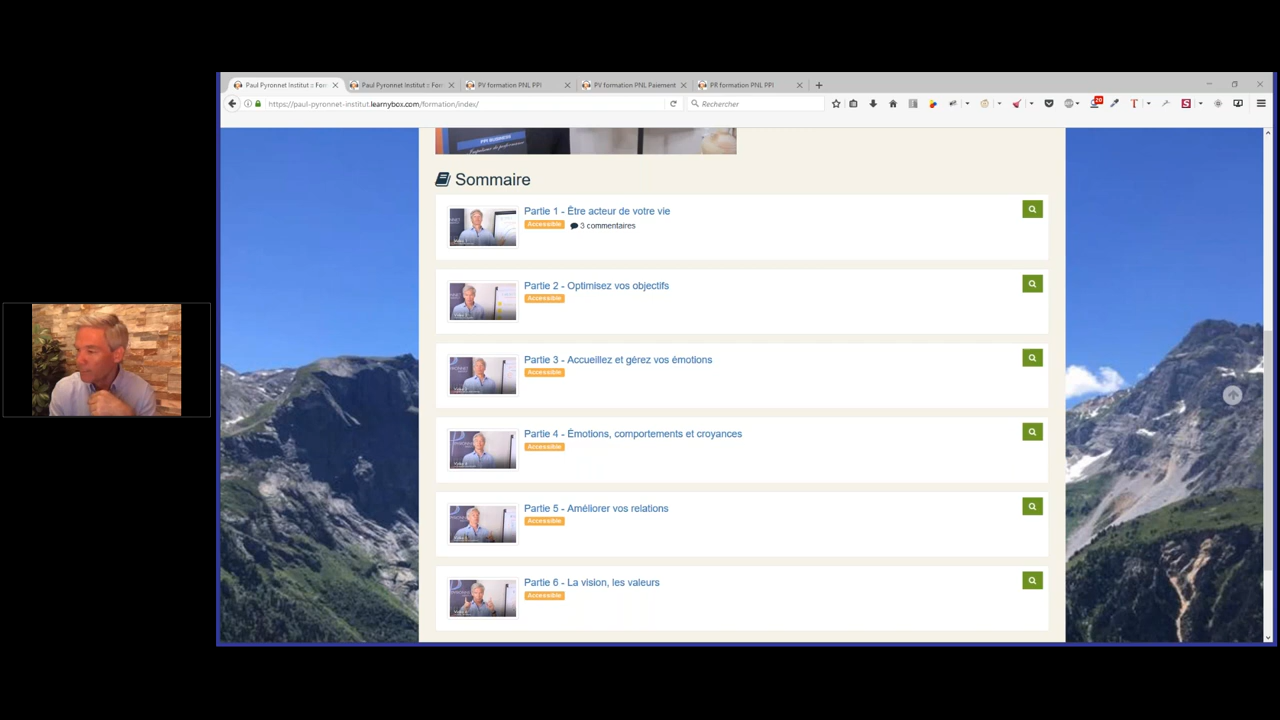 Paul Pyronnet Institut :: For
Paul Pyronnet Institut :: For
PV formation PNL PPI
PV formation PNL Paiement
PR formation PNL PPI
https://paul-pyronnet-institut.learnybox.com/formation/index/
Rechercher
20
PPI BUSINESS
Sommaire
Partie 1 - Être acteur de votre vie
Accessible 3 commentaires
Partie 2 - Optimisez vos objectifs
Accessible
Partie 3 - Accueillez et gérez vos émotions
Accessible
Partie 4 - Émotions, comportements et croyances
Accessible
Partie 5 - Améliorer vos relations
Accessible
Partie 6 - La vision, les valeurs
Accessible